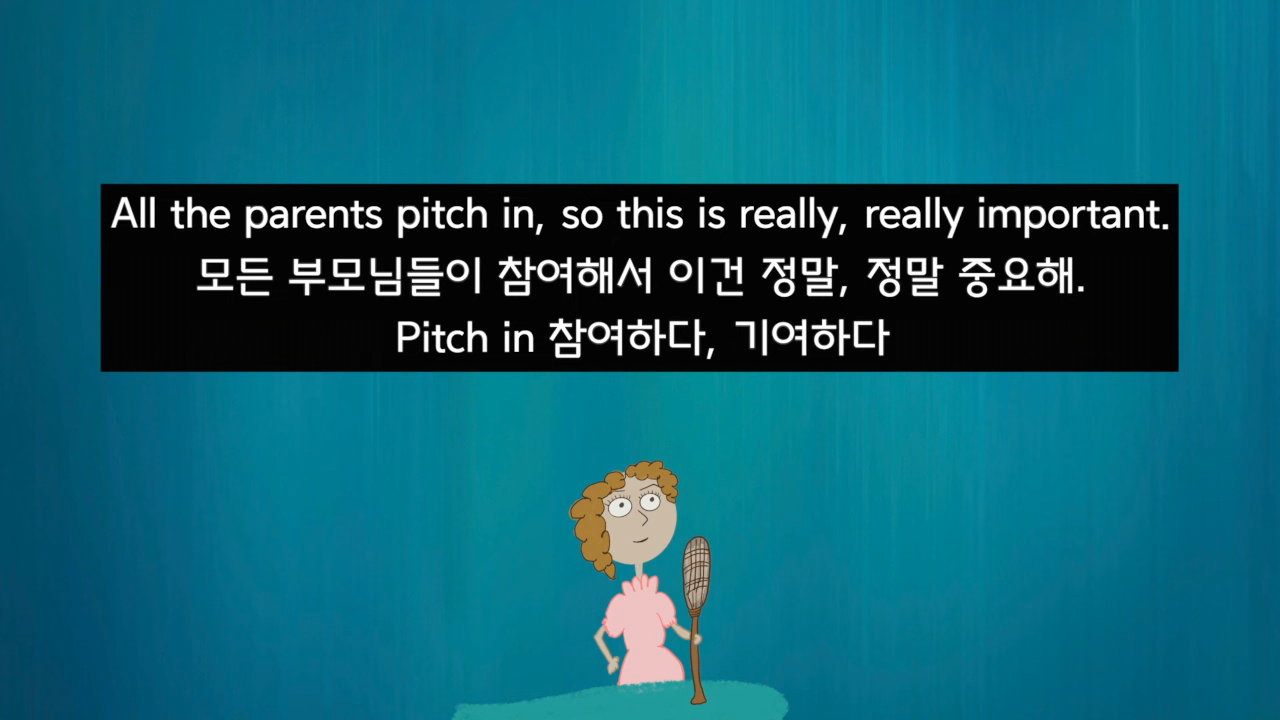 All the parents pitch in, so this is really, really important.
모든 부모님들이 참여해서 이건 정말, 정말 중요해.
Pitch in 참여하다, 기여하다